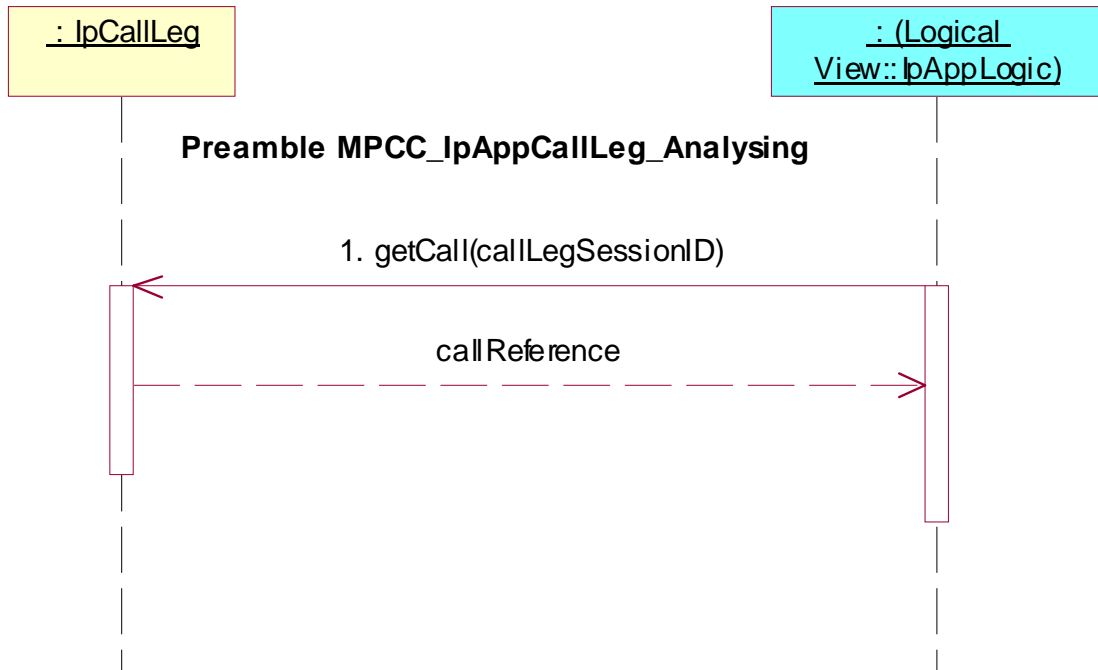 : IpCallLeg
: (Logical
View::IpAppLogic)
Preamble MPCC_IpAppCallLeg_Analysing
1. getCall(callLegSessionID)
callReference